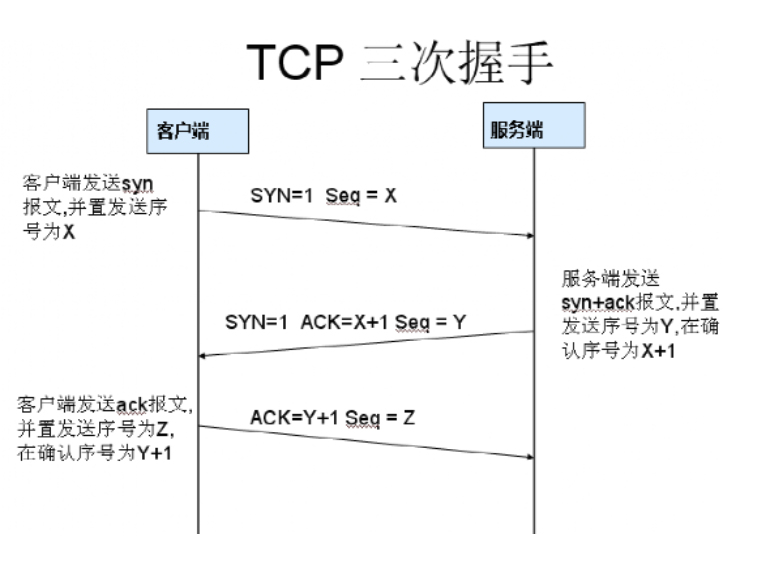 TCP 三次握手
客户端
服务端
客户端发送syn
报文,并置发送序
号为X
SYN=1 Seq = X
服务端发送
syn+ack报文,并置
发送序号为Y,在确
认序号为X+1
SYN=1 ACK=X+1 Seq = Y
客户端发送ack报文,
并置发送序号为Z,
在确认序号为Y+1
ACK=Y+1 Seq = Z